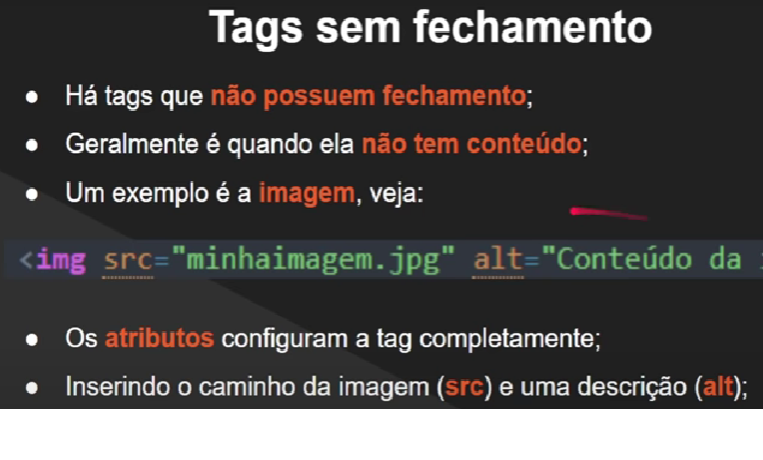 Tags sem fechamento
● Há tags que não possuem fechamento;
● Geralmente é quando ela não tem conteúdo;
● Um exemplo é a imagem, veja:
<img src="minhaimagem.jpg" alt="Conteúdo da
● Os atributos configuram a tag completamente;
● Inserindo o caminho da imagem (src) e uma descrição (alt);